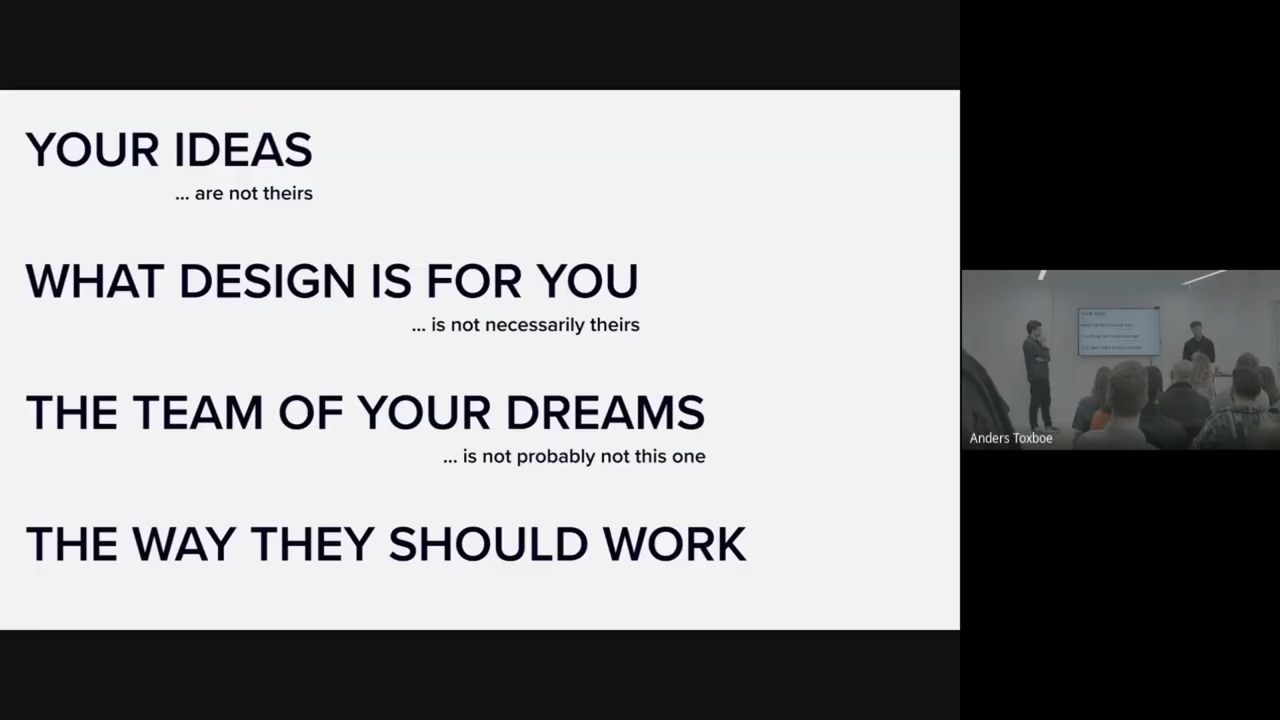 YOUR IDEAS
... are not theirs
WHAT DESIGN IS FOR YOU
... is not necessarily theirs
THE TEAM OF YOUR DREAMS
... is not probably not this one
THE WAY THEY SHOULD WORK
Anders Toxboe